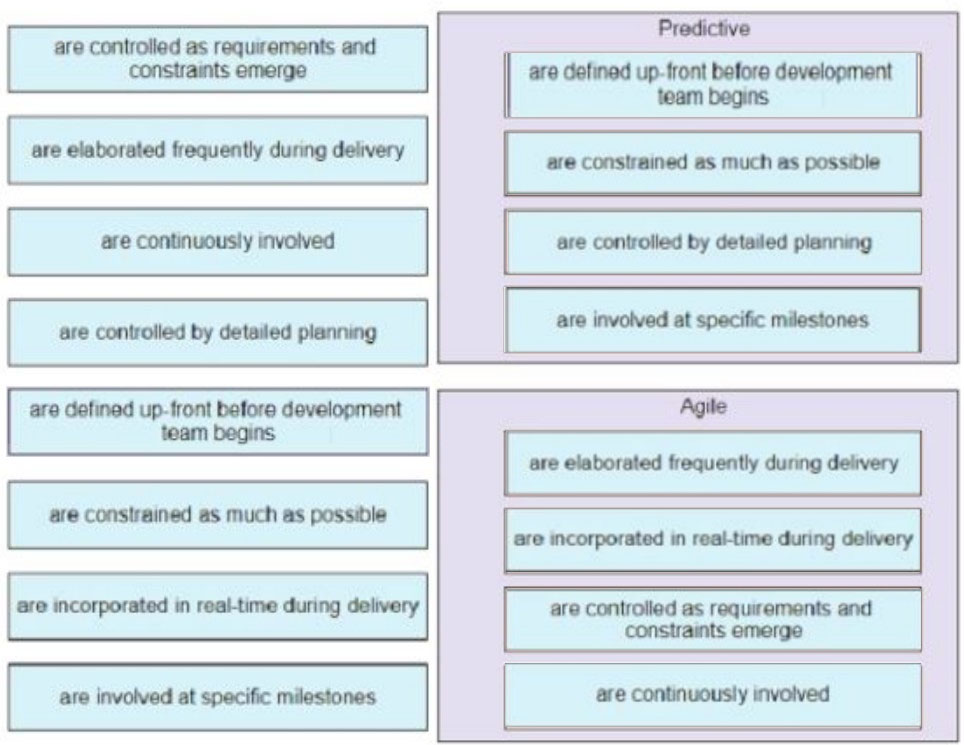 are controlled as requirements and
constraints emerge
are elaborated frequently during delivery
are continuously involved
are controlled by detailed planning
are defined up-front before development
team begins
are constrained as much as possible
are incorporated in real-time during delivery
are involved at specific milestones
Predictive
are defined up-front before development
team begins
are constrained as much as possible
are controlled by detailed planning
are involved at specific milestones
Agile
are elaborated frequently during delivery
are incorporated in real-time during delivery
are controlled as requirements and
constraints emerge
are continuously involved